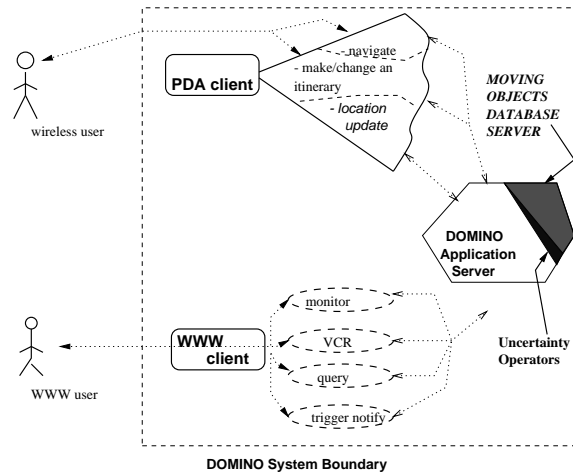 - navigate
- make/change an
itinerary
- location
update
PDA client
wireless user
MOVING
OBJECTS
DATABASE
SERVER
DOMINO
Application
Server
monitor
VCR
query
trigger notify
WWW
client
WWW user
Uncertainty
Operators
DOMINO System Boundary